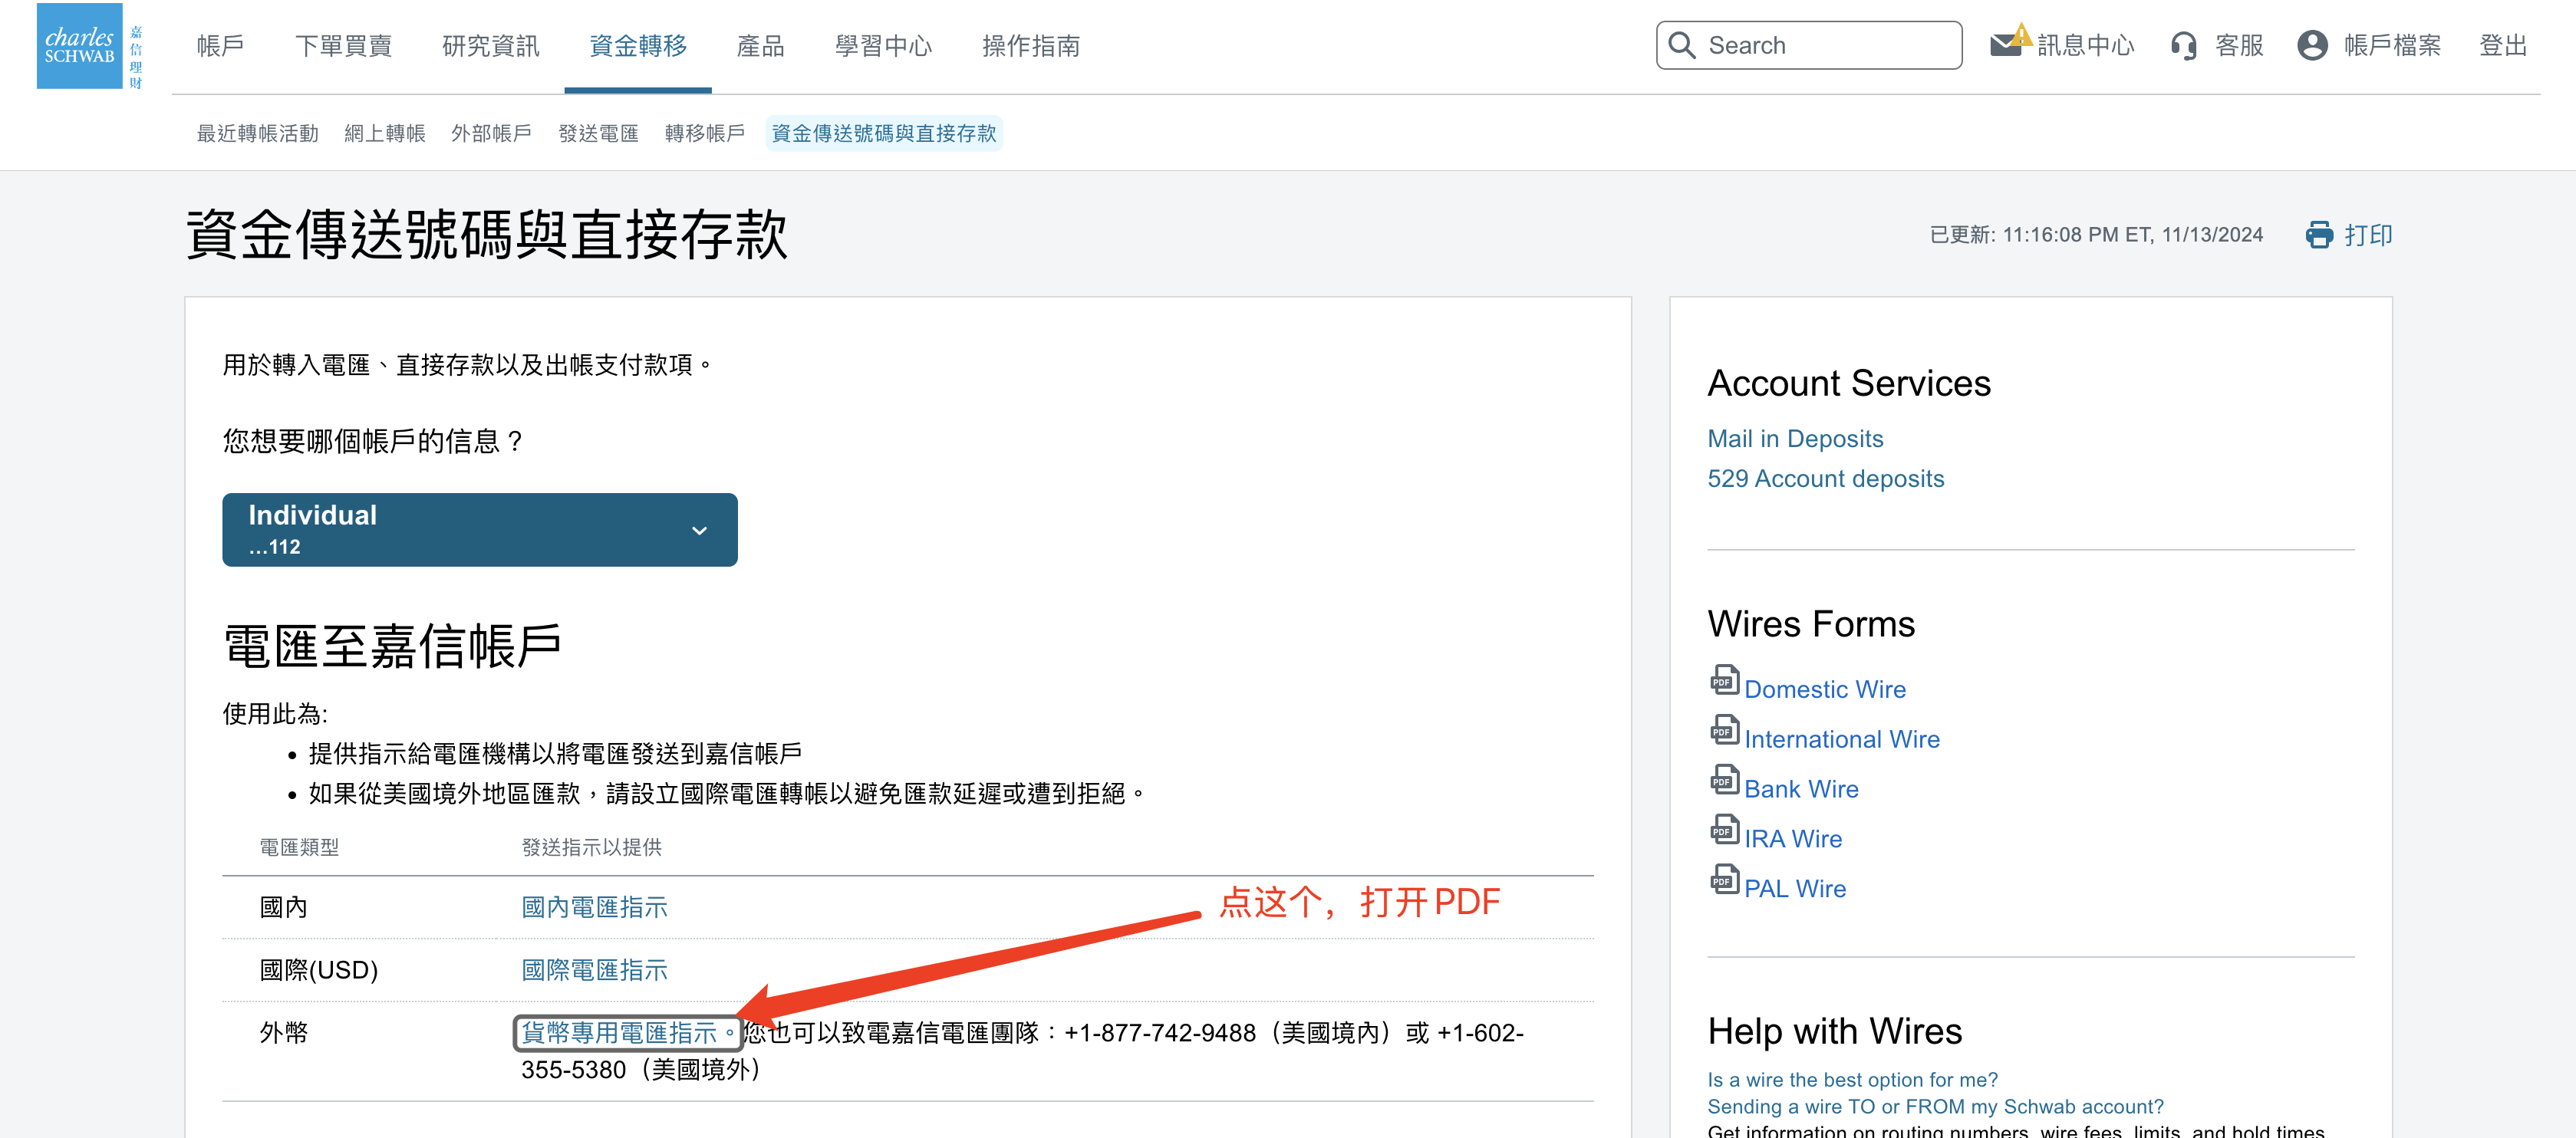 charles
SCHWAB
嘉信理財
帳戶 下單買賣 研究資訊 資金轉移 產品 學習中心 操作指南
Search
訊息中心 客服 帳戶檔案 登出
最近轉帳活動 網上轉帳 外部帳戶 發送電匯 轉移帳戶 資金傳送號碼與直接存款
資金傳送號碼與直接存款
已更新: 11:16:08 PM ET, 11/13/2024
打印
用於轉入電匯、直接存款以及出帳支付款項。
您想要哪個帳戶的信息？
Individual
...112
電匯至嘉信帳戶
使用此為:
• 提供指示給電匯機構以將電匯發送到嘉信帳戶
• 如果從美國境外地區匯款，請設立國際電匯轉帳以避免匯款延遲或遭到拒絕。
電匯類型 發送指示以提供
國內 國內電匯指示
点这个，打开PDF
國際(USD) 國際電匯指示
外幣 貨幣專用電匯指示。您也可以致電嘉信電匯團隊：+1-877-742-9488（美國境內）或 +1-602-
355-5380（美國境外）
Account Services
Mail in Deposits
529 Account deposits
Wires Forms
PDF Domestic Wire
PDF International Wire
PDF Bank Wire
PDF IRA Wire
PDF PAL Wire
Help with Wires
Is a wire the best option for me?
Sending a wire TO or FROM my Schwab account?
Get information on routing numbers, wire fees, limits, and hold times